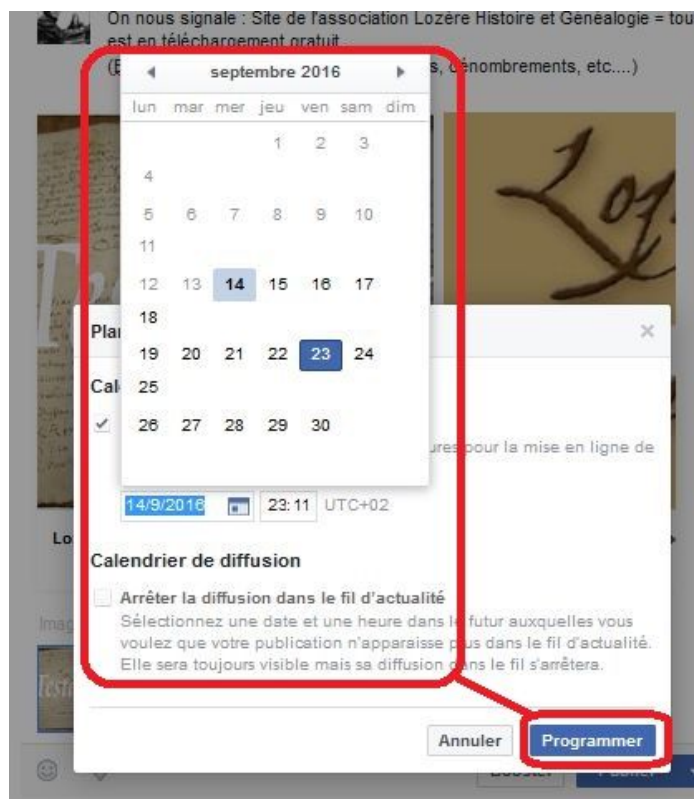 On nous signale : Site de l'association Lozère Histoire et Généalogie = tou
est en téléchargement gratuit
s, dénombrements, etc....)
septembre 2016
lun mar mer jeu ven sam dim
1 2 3
4
5 6 7 8 9 10
11
12 13 14 15 16 17
18
Pla
19 20 21 22 23 24
Cal
25
26 27 28 29 30
ures pour la mise en ligne de
14/9/2016 23:11 UTC+02
Lo
Calendrier de diffusion
Arrêter la diffusion dans le fil d'actualité
Imag
Sélectionnez une date et une heure dans le futur auxquelles vous
voulez que votre publication n'apparaisse plus dans le fil d'actualité.
Elle sera toujours visible mais sa diffusion dans le fil s'arrêtera.
Annuler Programmer